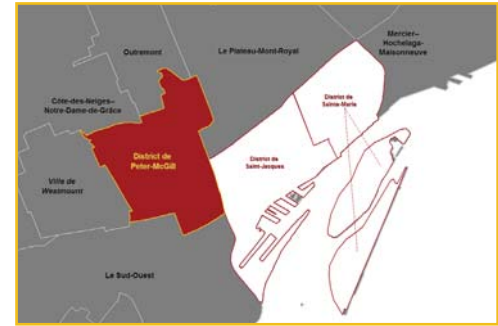 Outremont
Le Plateau-Mont-Royal
Mercier–
Hochelaga-
Maisonneuve
Côte-des-Neiges–
Notre-Dame-de-Grâce
District de
Sainte-Marie
District de
Peter-McGill
District de
Saint-Jacques
Ville de
Westmount
Le Sud-Ouest